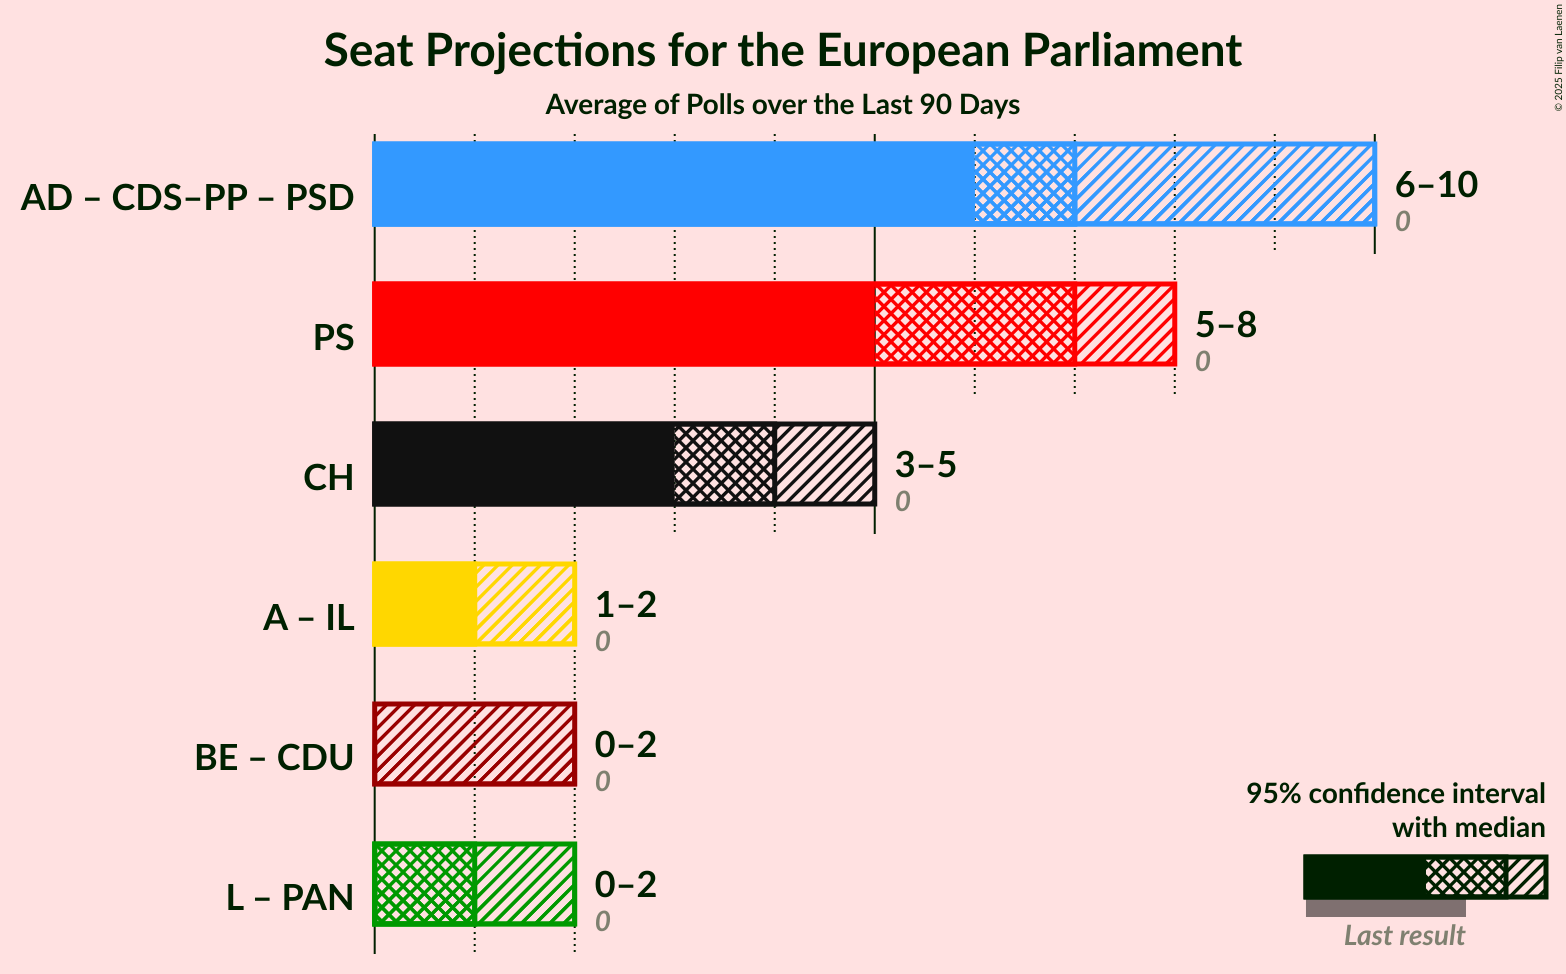 Seat Projections for the European Parliament
Average of Polls over the Last 90 Days
© 2025 Filip van Laenen
AD – CDS–PP – PSD
6–10
0
PS
5–8
0
CH
3–5
0
A – IL
1–2
0
BE – CDU
0–2
0
L – PAN
0–2
0
95% confidence interval
with median
Last result